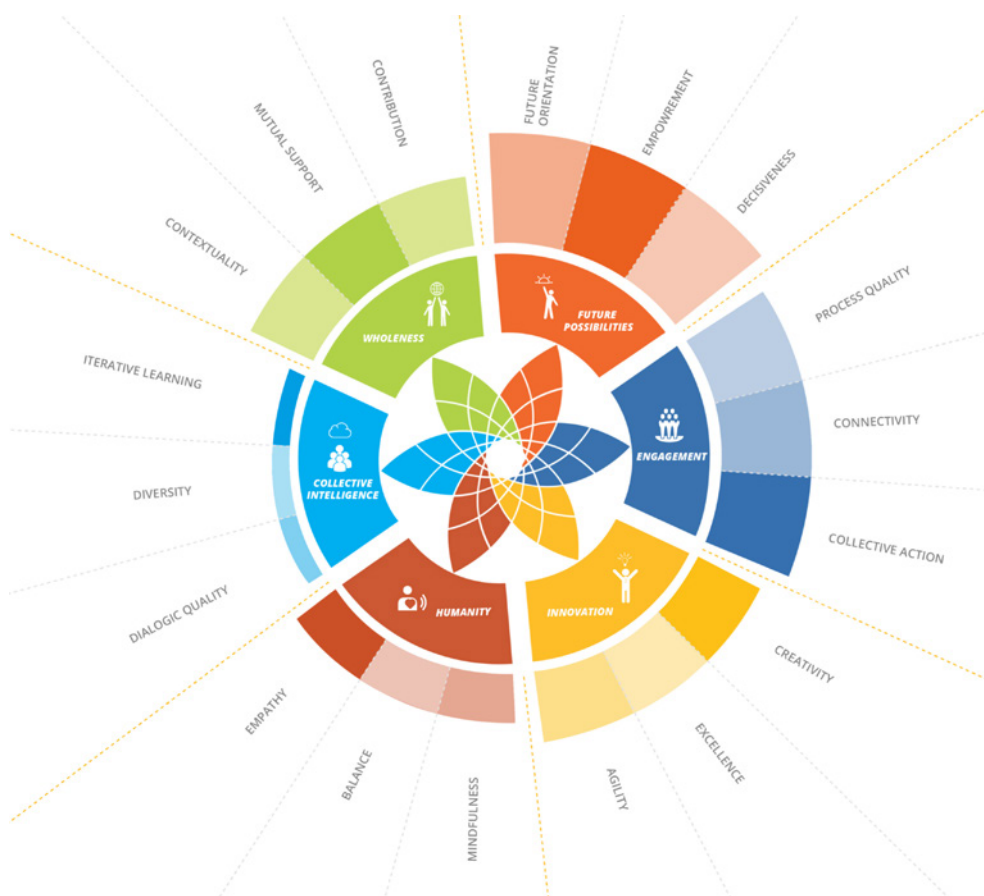 FUTURE
ORIENTATION
EMPOWREMENT
DECISIVENESS
CONTRIBUTION
MUTUAL SUPPORT
CONTEXTUALITY
FUTURE
POSSIBILITIES
WHOLENESS
PROCESS QUALITY
CONNECTIVITY
COLLECTIVE ACTION
ENGAGEMENT
ITERATIVE LEARNING
DIVERSITY
DIALOGIC QUALITY
COLLECTIVE
INTELLIGENCE
HUMANITY
INNOVATION
CREATIVITY
EXCELLENCE
AGILITY
EMPATHY
BALANCE
MINDFULNESS